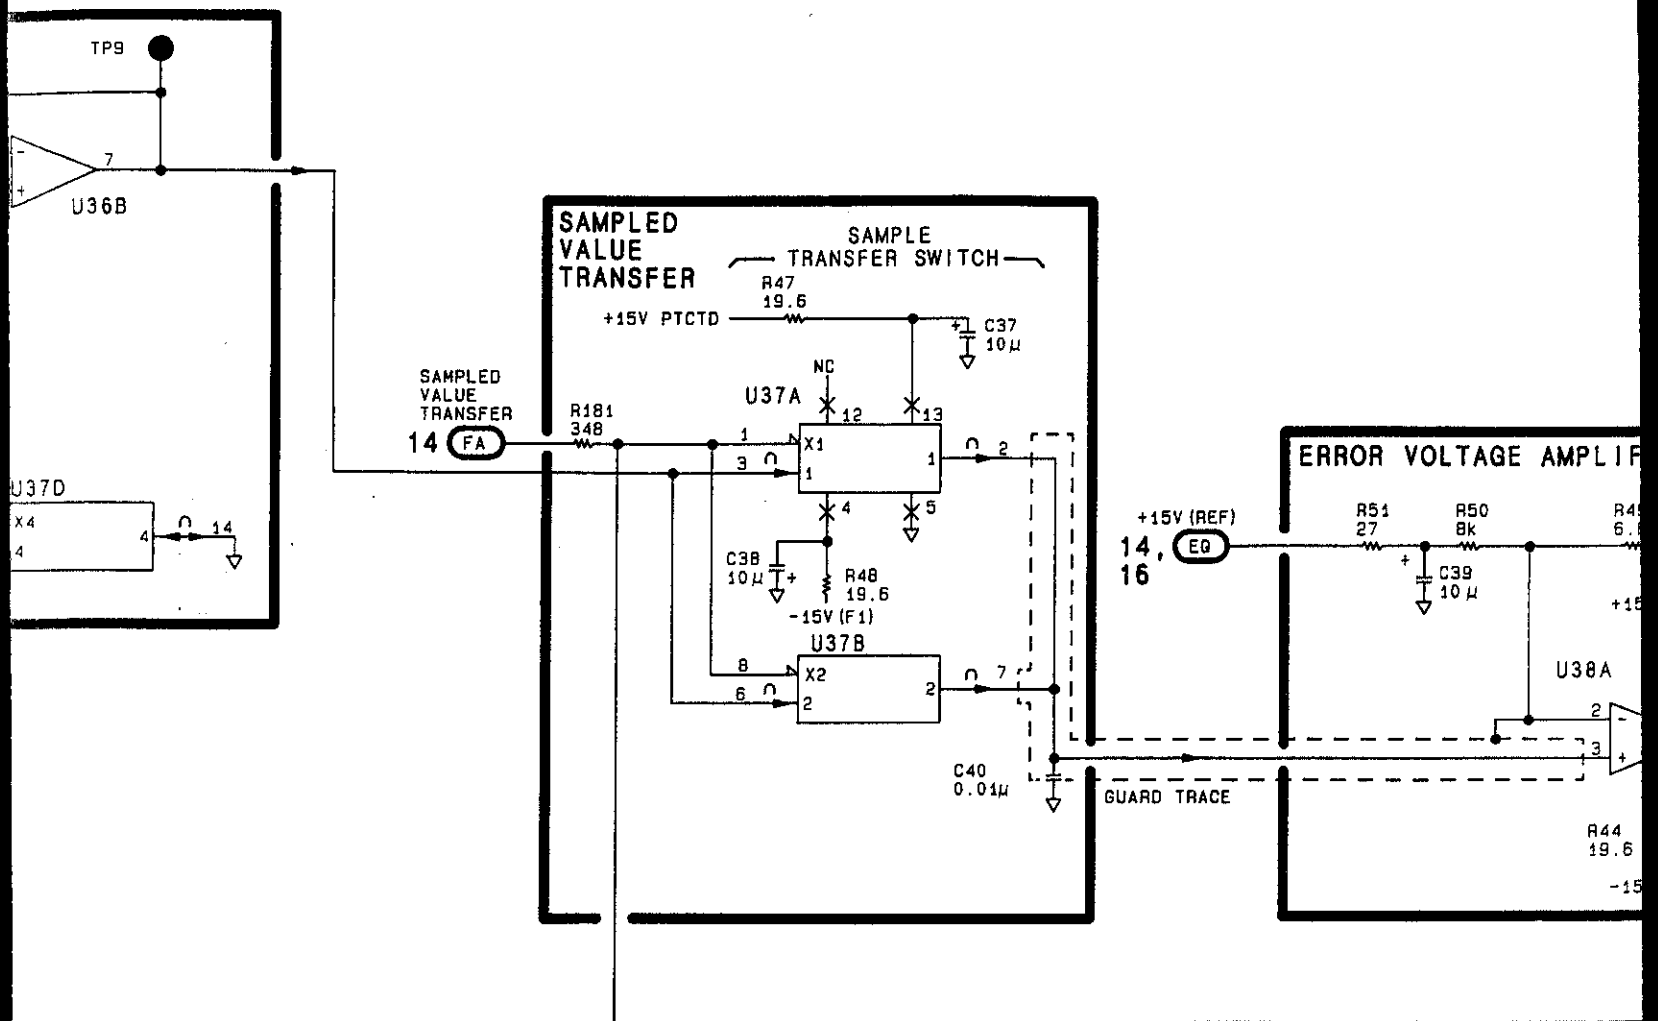 TP9
7
-
+
U36B
U37D
X4
4
4
14
SAMPLED
VALUE
TRANSFER
SAMPLE
TRANSFER SWITCH
R47
19.6
+15V PTCTD
+
C37
10µ
NC
U37A
12
13
SAMPLED
VALUE
TRANSFER
14 FA
R181
348
1
X1
3
1
1
2
4
5
C38
10µ
+
R48
19.6
-15V(F1)
U37B
8
X2
6
2
2
7
C40
0.01µ
GUARD TRACE
ERROR VOLTAGE AMPLIF
+15V(REF)
14,
16
EQ
R51
27
R50
8k
+
C39
10µ
+15
U38A
2
-
3
+
R44
19.6
-15